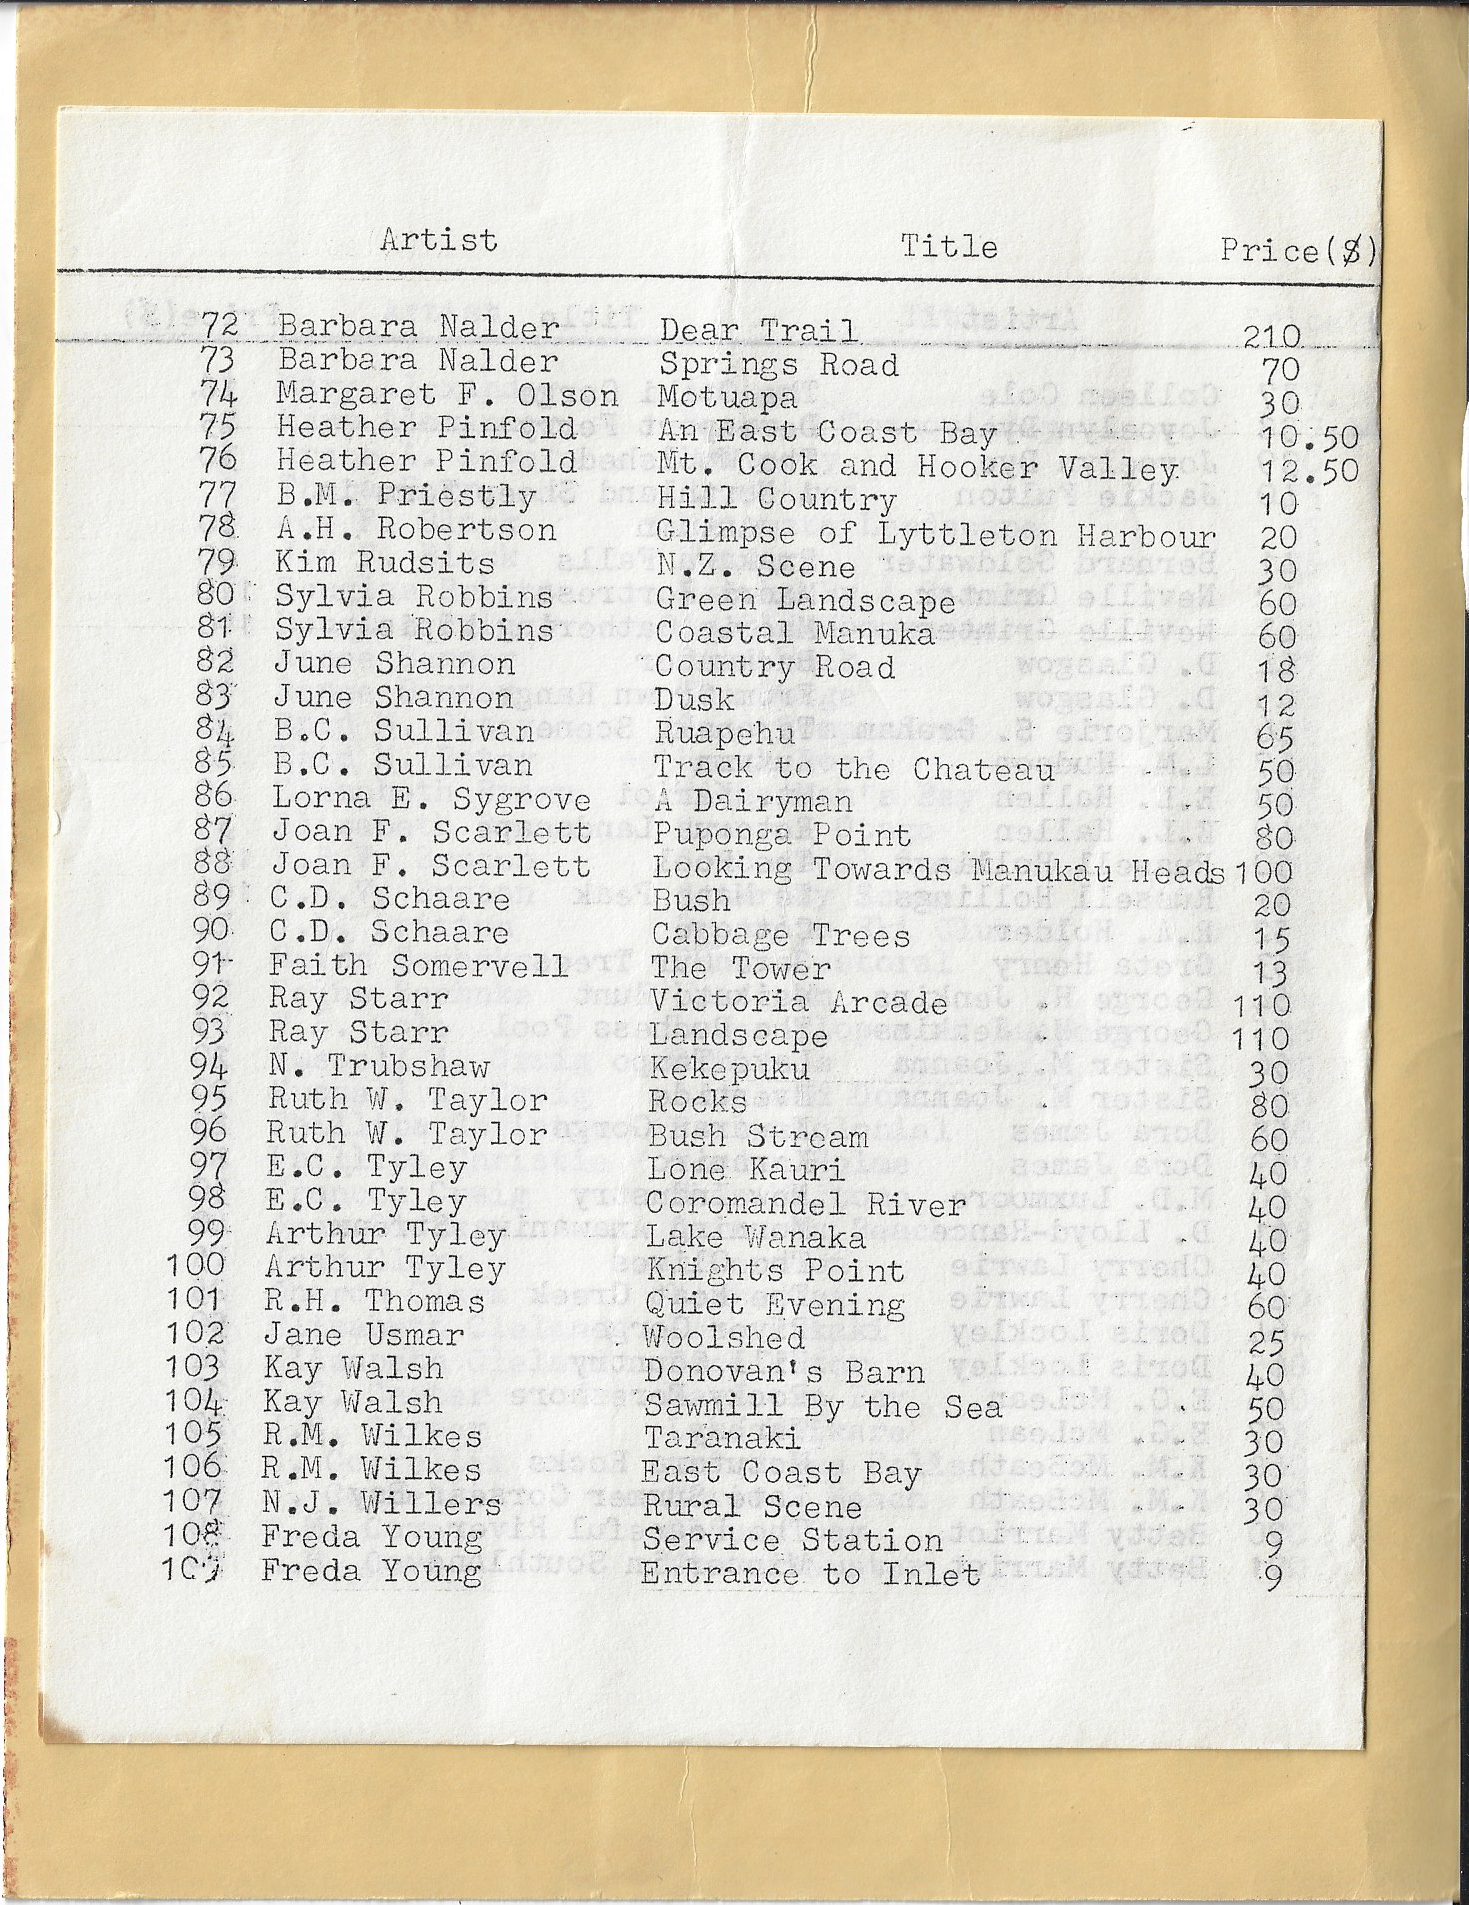 Artist Title Price($)
72 Barbara Nalder Dear Trail 210
73 Barbara Nalder Springs Road 70
74 Margaret F. Olson Motuapa 30
75 Heather Pinfold An East Coast Bay 10.50
76 Heather Pinfold Mt. Cook and Hooker Valley 12.50
77 B.M. Priestly Hill Country 10
78 A.H. Robertson Glimpse of Lyttleton Harbour 20
79 Kim Rudsits N.Z. Scene 30
80 Sylvia Robbins Green Landscape 60
81 Sylvia Robbins Coastal Manuka 60
82 June Shannon Country Road 18
83 June Shannon Dusk 12
84 B.C. Sullivan Ruapehu 65
85 B.C. Sullivan Track to the Chateau 50
86 Lorna E. Sygrove A Dairyman 50
87 Joan F. Scarlett Puponga Point 80
88 Joan F. Scarlett Looking Towards Manukau Heads 100
89 C.D. Schaare Bush 20
90 C.D. Schaare Cabbage Trees 15
91 Faith Somervell The Tower 13
92 Ray Starr Victoria Arcade 110
93 Ray Starr Landscape 110
94 N. Trubshaw Kekepuku 30
95 Ruth W. Taylor Rocks 80
96 Ruth W. Taylor Bush Stream 60
97 E.C. Tyley Lone Kauri 40
98 E.C. Tyley Coromandel River 40
99 Arthur Tyley Lake Wanaka 40
100 Arthur Tyley Knights Point 40
101 R.H. Thomas Quiet Evening 60
102 Jane Usmar Woolshed 25
103 Kay Walsh Donovan's Barn 40
104 Kay Walsh Sawmill By the Sea 50
105 R.M. Wilkes Taranaki 30
106 R.M. Wilkes East Coast Bay 30
107 N.J. Willers Rural Scene 30
108 Freda Young Service Station 9
109 Freda Young Entrance to Inlet 9